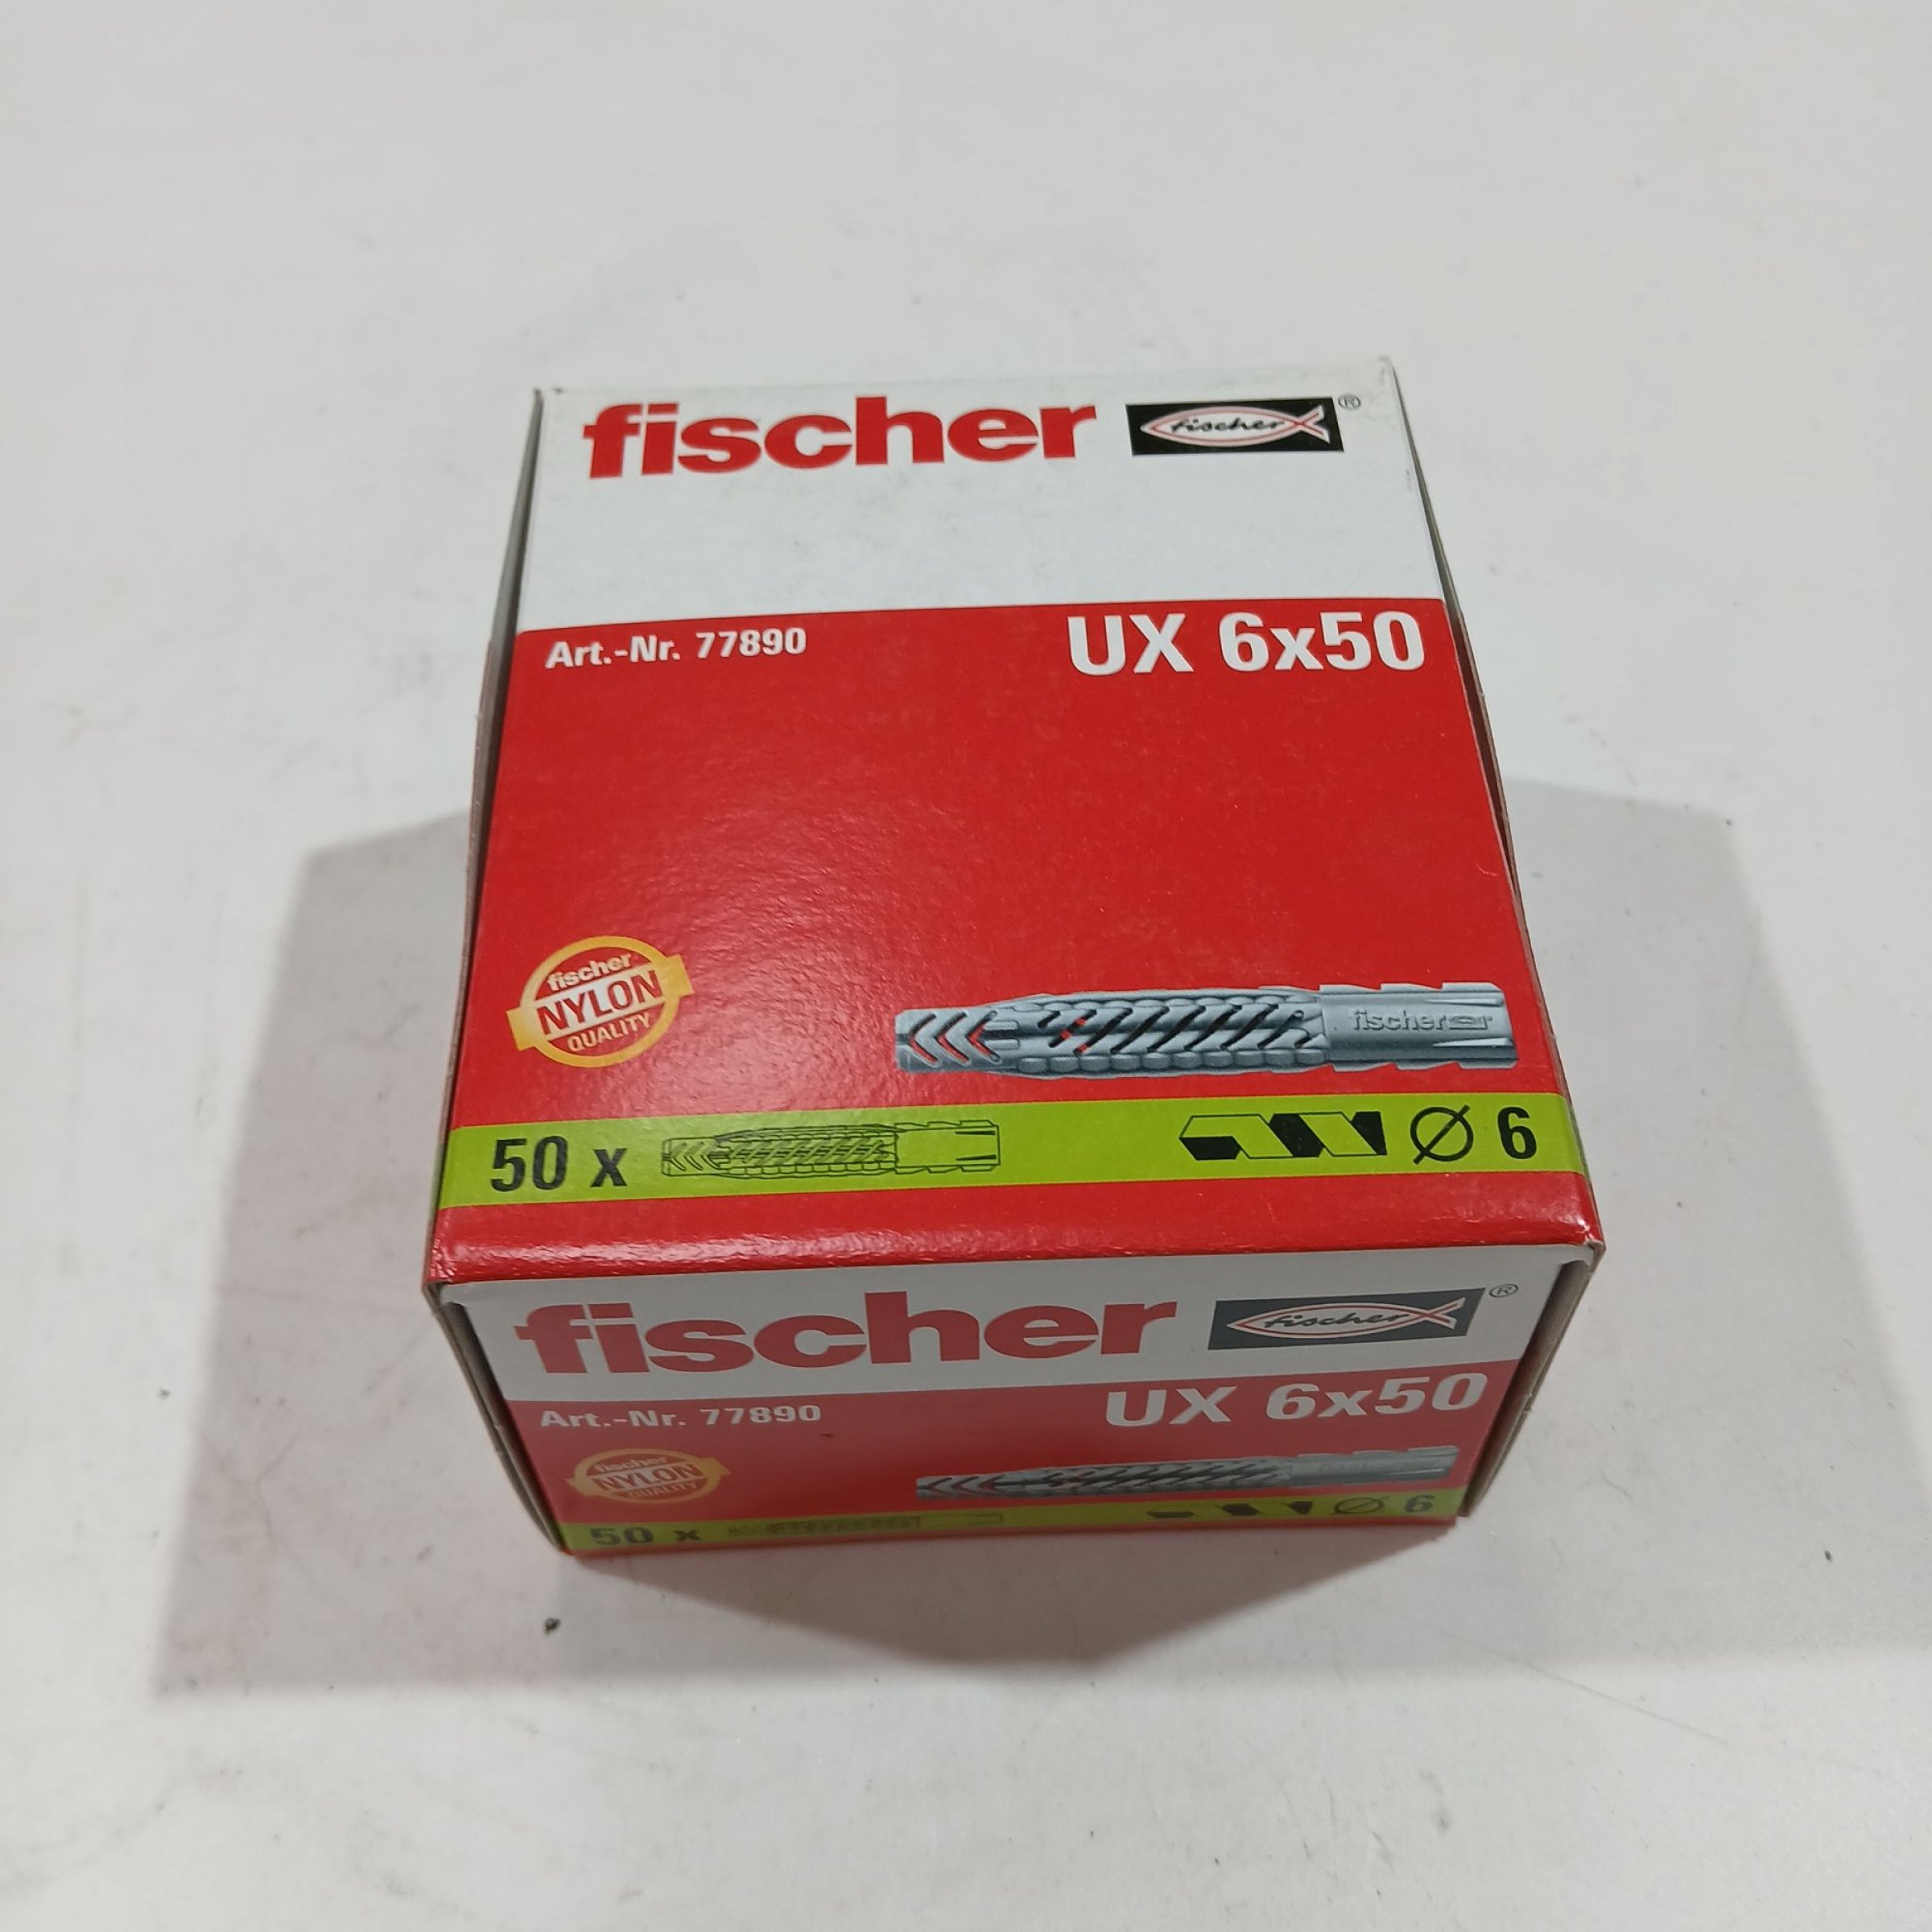 fischer fischer ®
Art.-Nr. 77890 UX 6x50
fischer
NYLON
QUALITY
fischer
50 x Ø 6
fischer fischer ®
Art.-Nr. 77890 UX 6x50
fischer
NYLON
QUALITY
50 x Ø 6